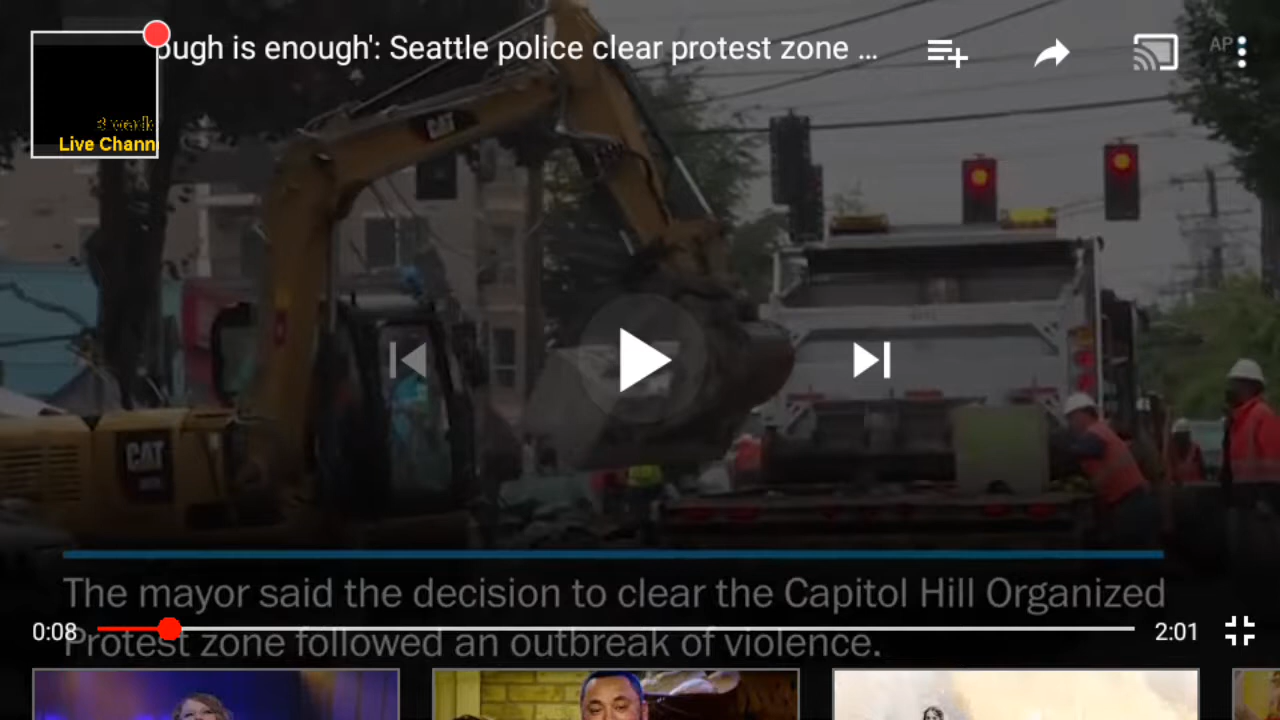 ough is enough': Seattle police clear protest zone ...
AP
Live Chann
CAT
CAT
The mayor said the decision to clear the Capitol Hill Organized
0:08
2:01
Protest zone followed an outbreak of violence.